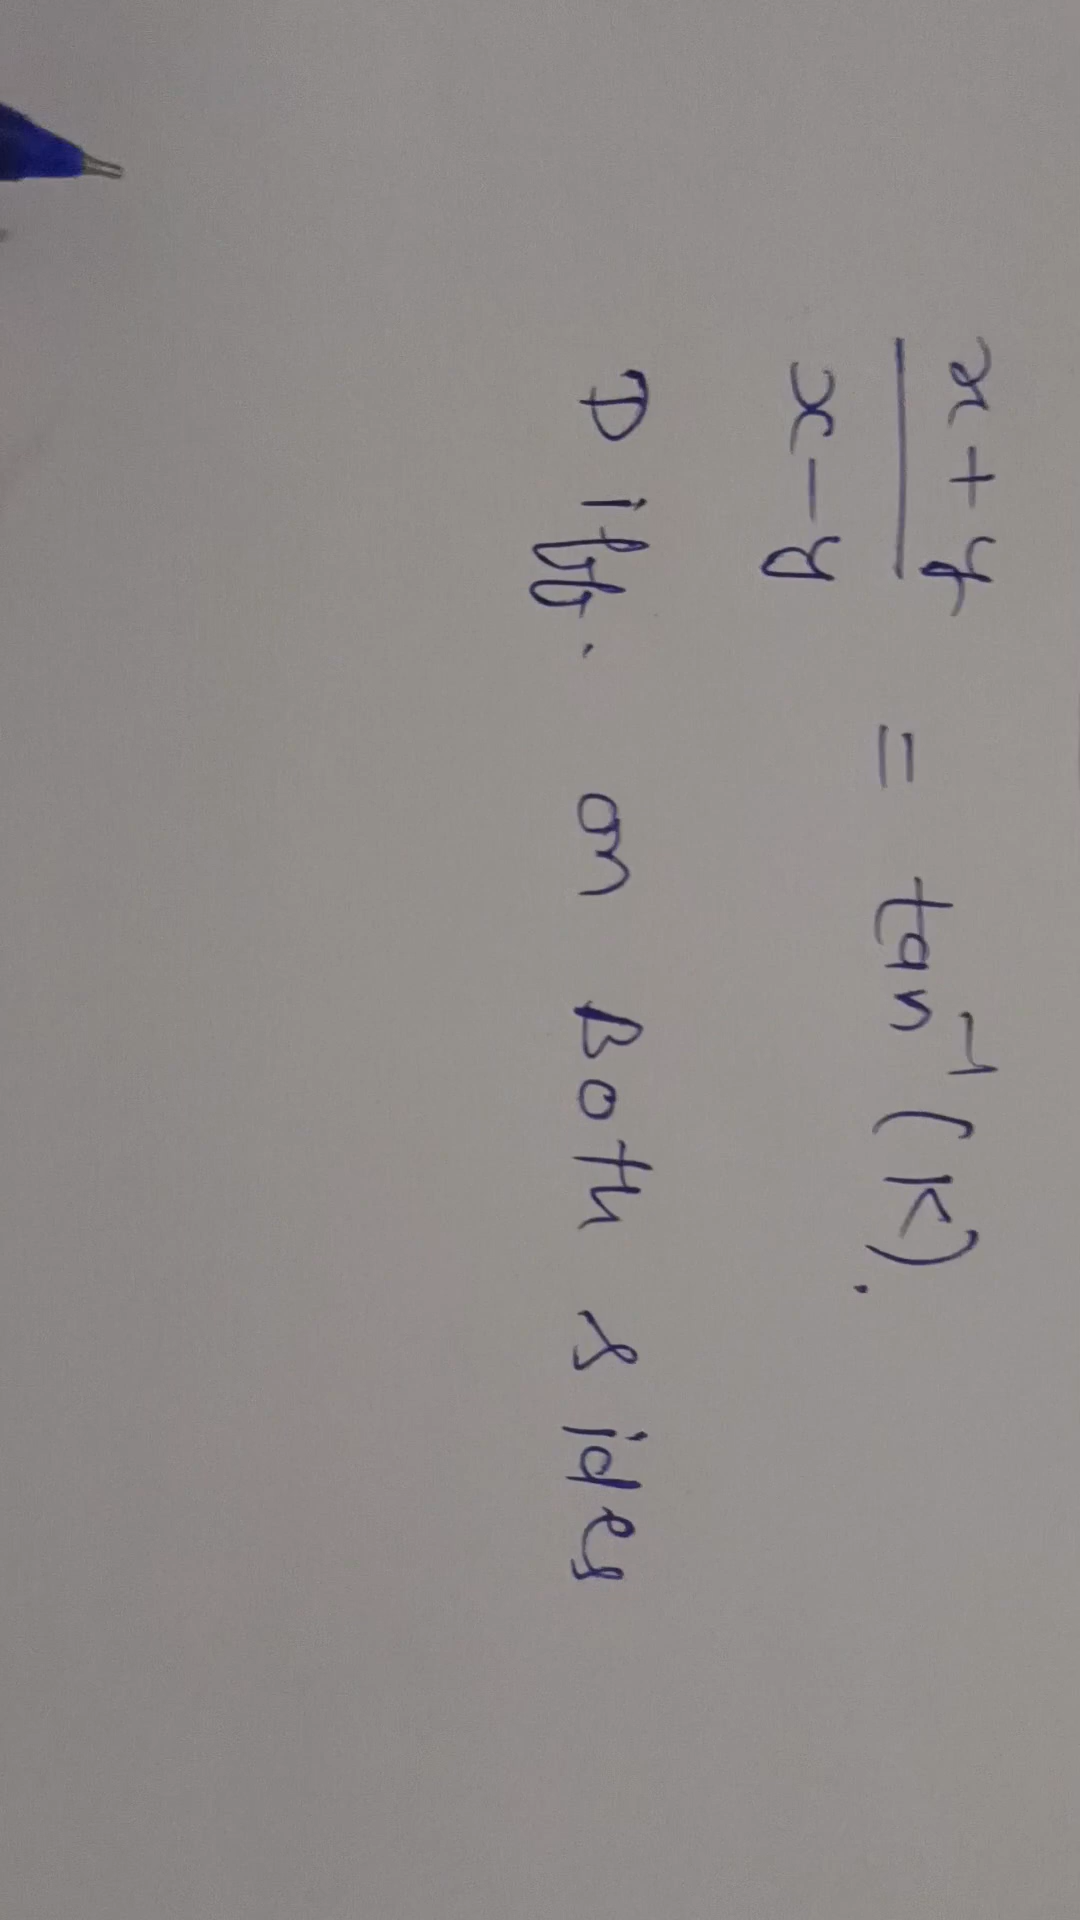 x+y
x-y = tan⁻¹(k).
Diff. on Both sides